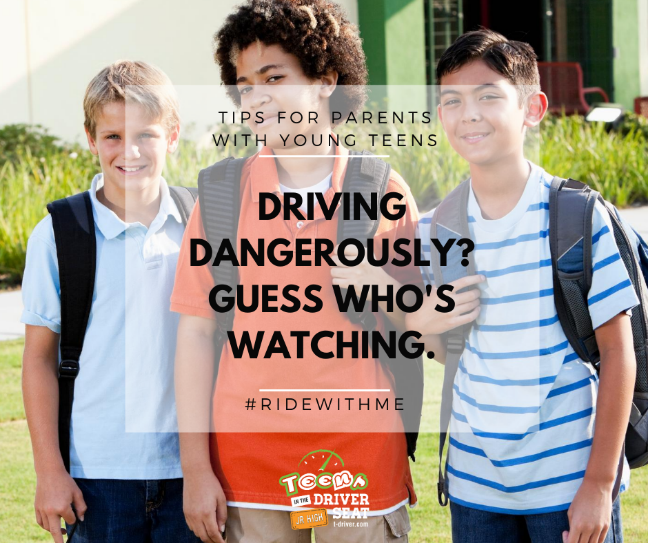 TIPS FOR PARENTS
WITH YOUNG TEENS
DRIVING
DANGEROUSLY?
GUESS WHO'S
WATCHING.
#RIDEWITHME
TEENS
IN THE DRIVER
JR HIGH SEAT
t-driver.com